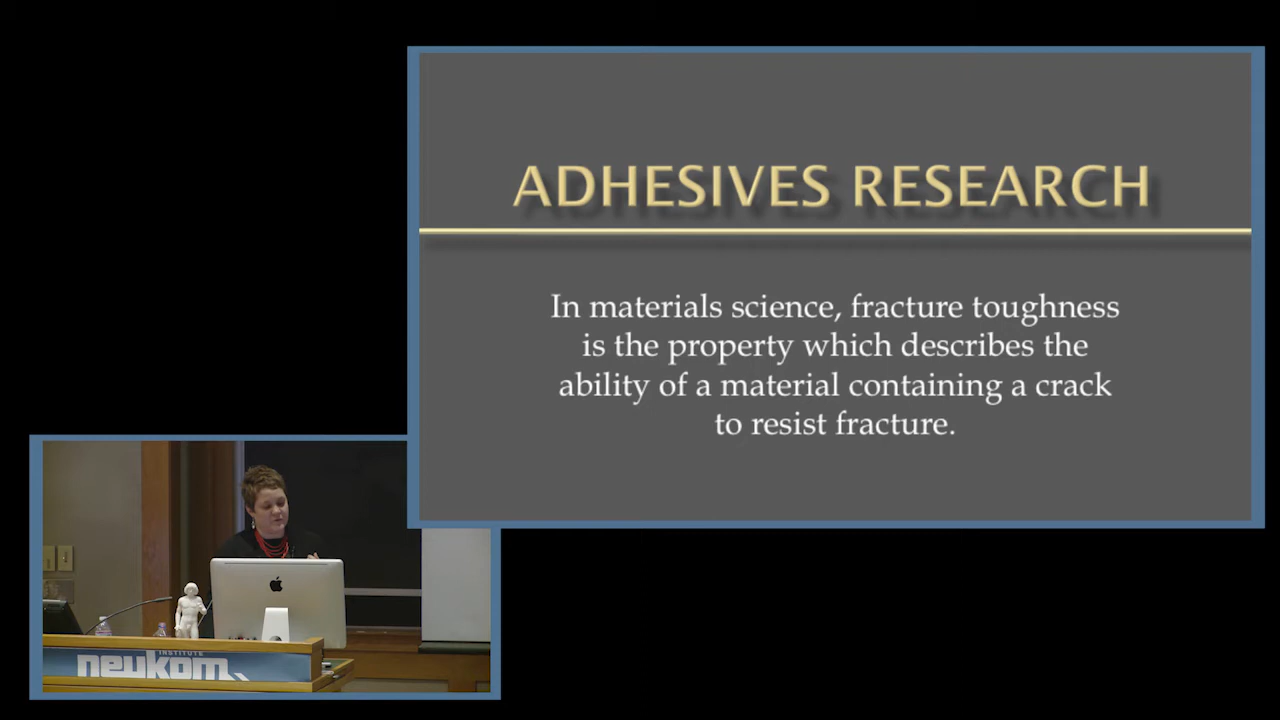 ADHESIVES RESEARCH
In materials science, fracture toughness
is the property which describes the
ability of a material containing a crack
to resist fracture.
INSTITUTE
neukom